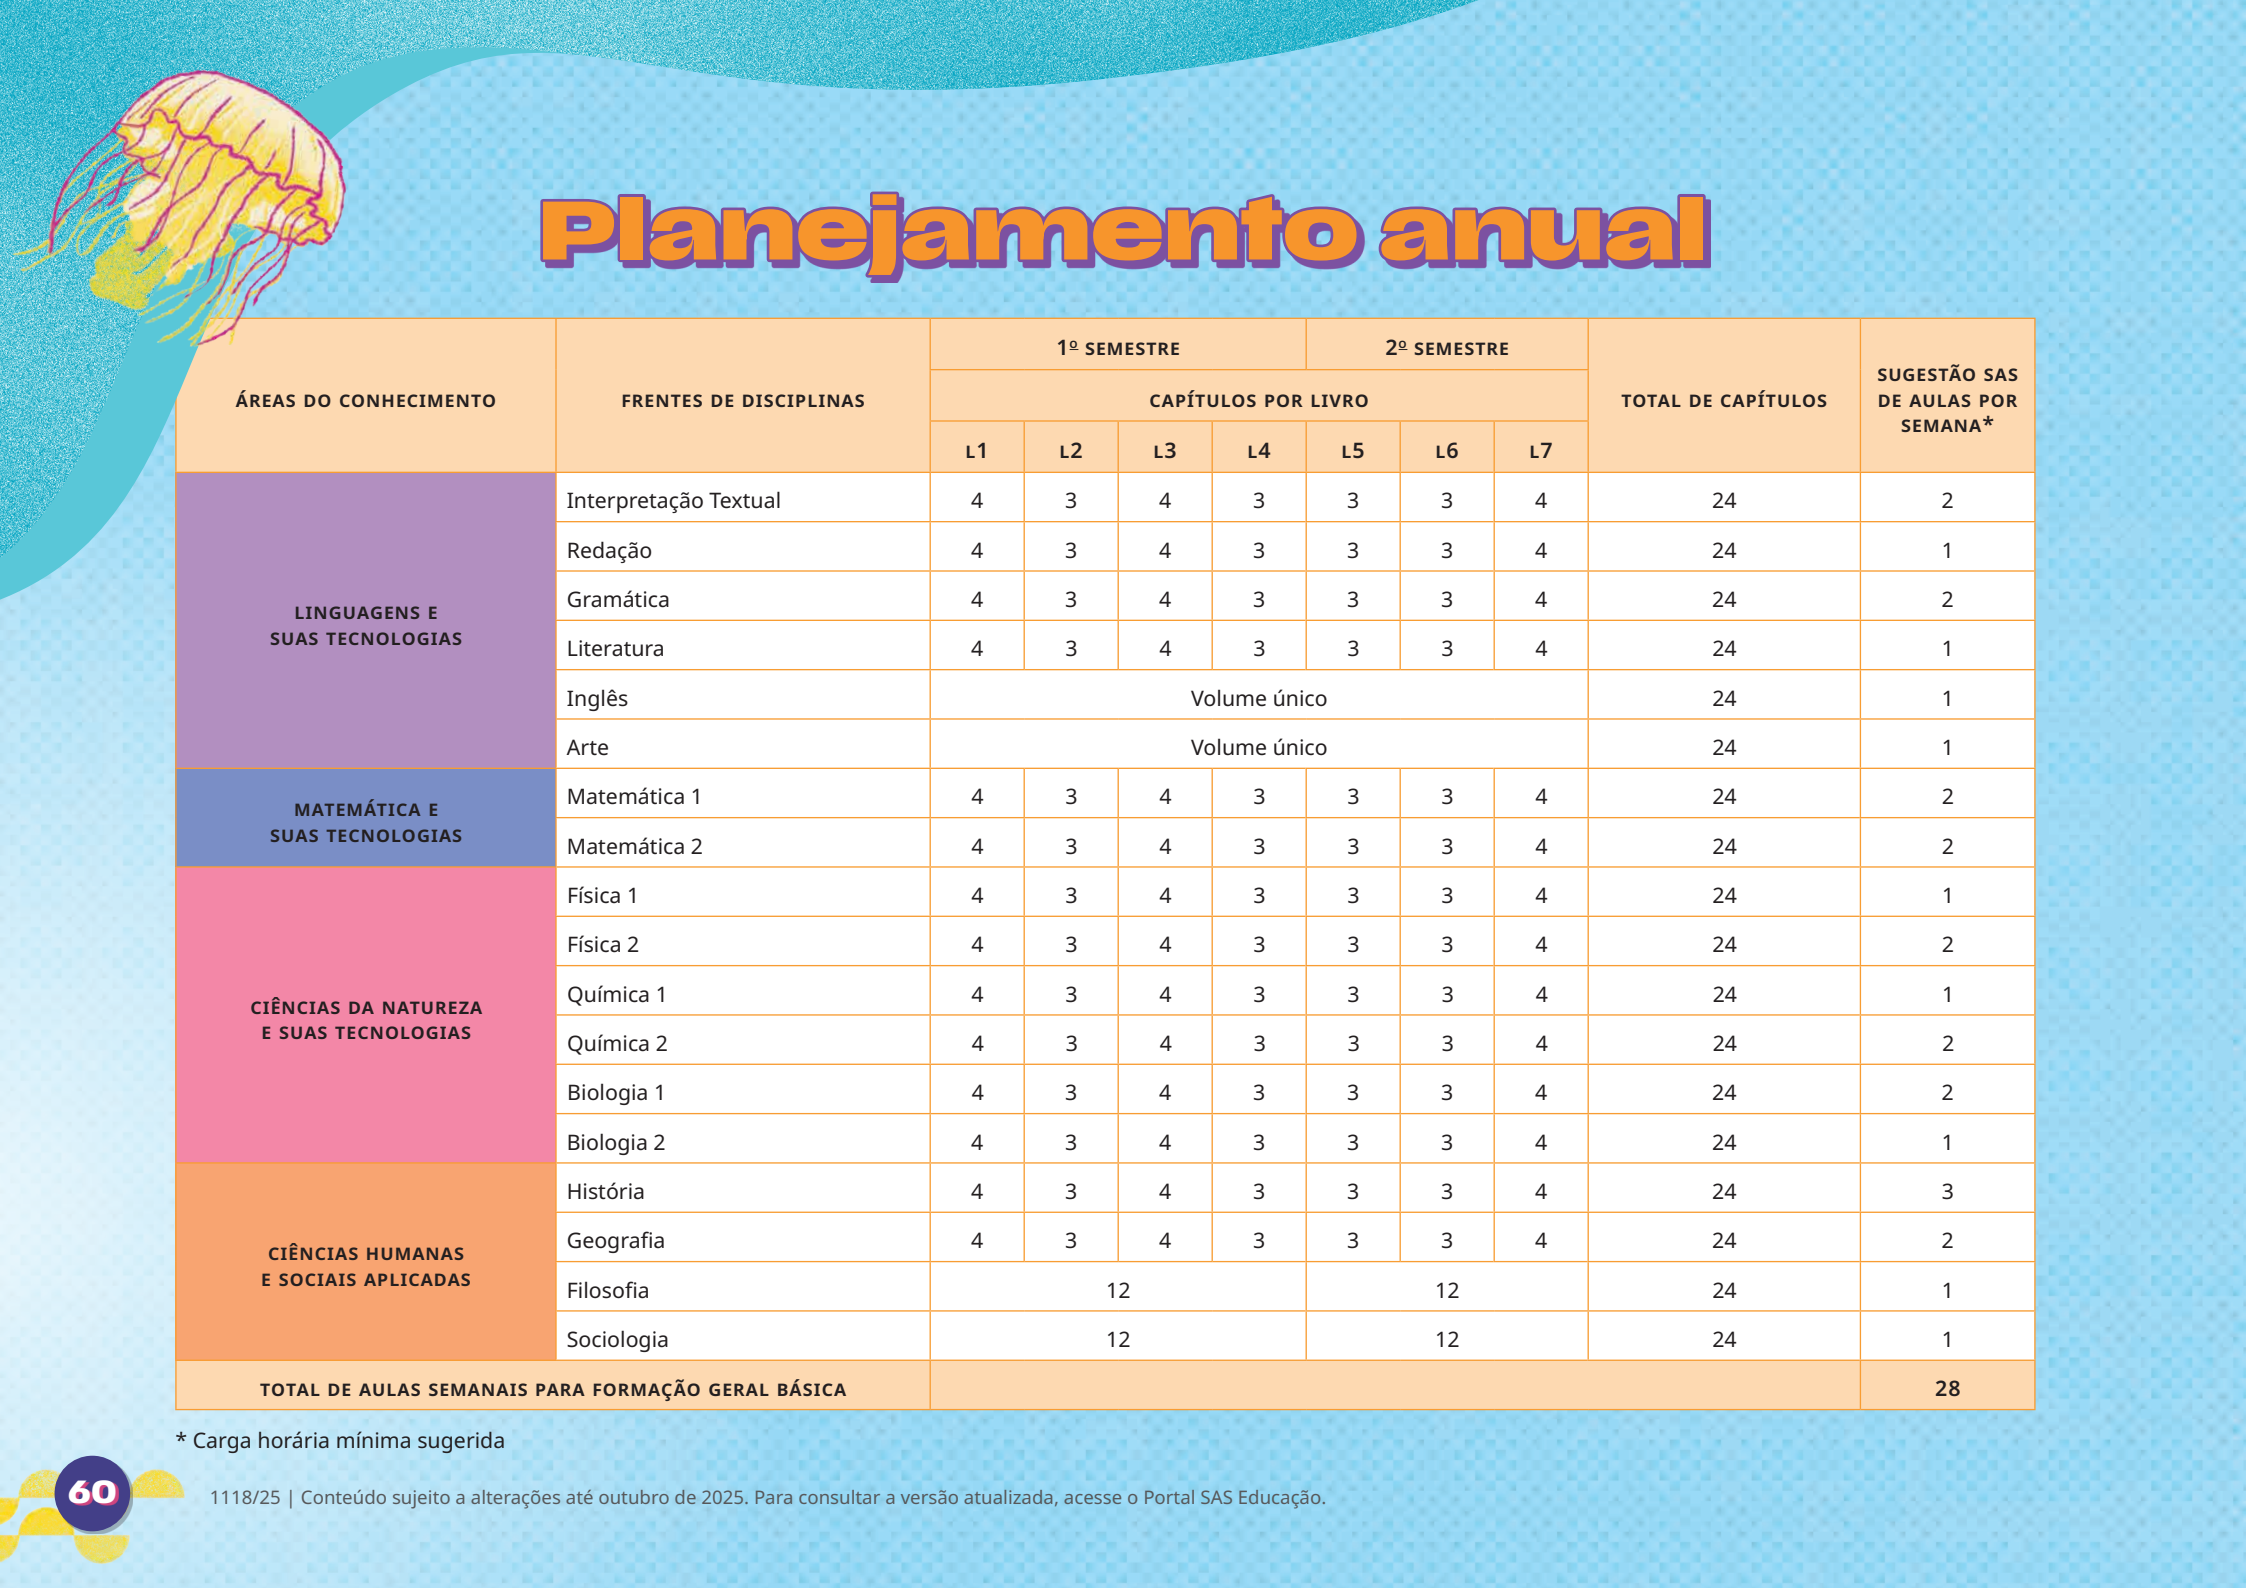 Planejamento anual
ÁREAS DO CONHECIMENTO
FRENTES DE DISCIPLINAS
1º SEMESTRE 2º SEMESTRE
CAPÍTULOS POR LIVRO
L1 L2 L3 L4 L5 L6 L7
TOTAL DE CAPÍTULOS
SUGESTÃO SAS
DE AULAS POR
SEMANA*
LINGUAGENS E
SUAS TECNOLOGIAS
Interpretação Textual 4 3 4 3 3 3 4 24 2
Redação 4 3 4 3 3 3 4 24 1
Gramática 4 3 4 3 3 3 4 24 2
Literatura 4 3 4 3 3 3 4 24 1
Inglês Volume único 24 1
Arte Volume único 24 1
MATEMÁTICA E
SUAS TECNOLOGIAS
Matemática 1 4 3 4 3 3 3 4 24 2
Matemática 2 4 3 4 3 3 3 4 24 2
CIÊNCIAS DA NATUREZA
E SUAS TECNOLOGIAS
Física 1 4 3 4 3 3 3 4 24 1
Física 2 4 3 4 3 3 3 4 24 2
Química 1 4 3 4 3 3 3 4 24 1
Química 2 4 3 4 3 3 3 4 24 2
Biologia 1 4 3 4 3 3 3 4 24 2
Biologia 2 4 3 4 3 3 3 4 24 1
CIÊNCIAS HUMANAS
E SOCIAIS APLICADAS
História 4 3 4 3 3 3 4 24 3
Geografia 4 3 4 3 3 3 4 24 2
Filosofia 12 12 24 1
Sociologia 12 12 24 1
TOTAL DE AULAS SEMANAIS PARA FORMAÇÃO GERAL BÁSICA 28
* Carga horária mínima sugerida
60
1118/25 | Conteúdo sujeito a alterações até outubro de 2025. Para consultar a versão atualizada, acesse o Portal SAS Educação.